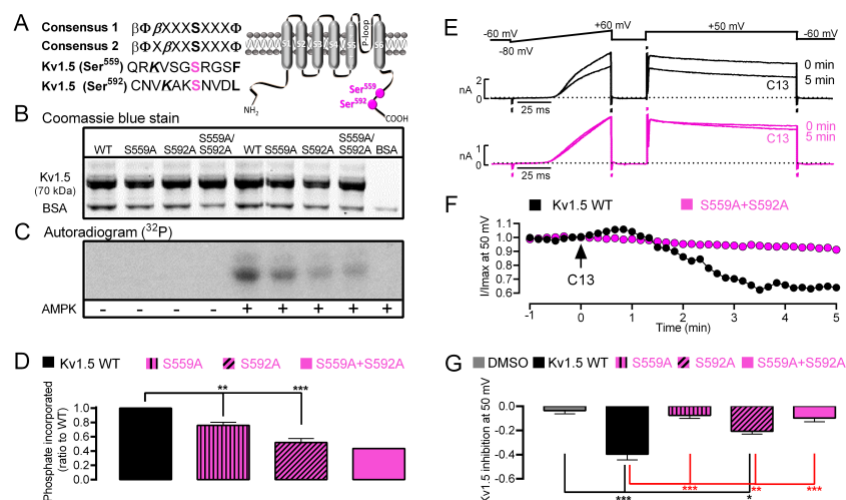 A
Consensus 1 βΦβXXXSXXXΦ
Consensus 2 βΦXβXXSXXXΦ
Kv1.5 (Ser559) QRKVSGSRGSF
Kv1.5 (Ser592) CNVKAKSNVDL
S1 S2 S3 S4 S5 P-loop S6
NH2
Ser559
Ser592
COOH
B Coomassie blue stain
WT S559A S592A S559A/S592A WT S559A S592A S559A/S592A BSA
Kv1.5
(70 kDa)
BSA
C Autoradiogram (32P)
AMPK - - - - + + + + +
D Kv1.5 WT S559A S592A S559A+S592A
Phosphate incorporated
(ratio to WT)
1.0
0.8
0.6
0.4
0.2
0.0
** ***
E
-60 mV -80 mV +60 mV +50 mV -60 mV
2
1
0
nA
25 ms
0 min
5 min
C13
25 ms
1
0
nA
25 ms
0 min
5 min
C13
25 ms
F Kv1.5 WT S559A+S592A
I/Imax at 50 mV
1.1
1.0
0.9
0.8
0.7
0.6
C13
-1 0 1 2 3 4 5
Time (min)
G DMSO Kv1.5 WT S559A S592A S559A+S592A
Kv1.5 inhibition at 50 mV
-0.0
-0.2
-0.4
-0.6
*** ** ***
*** *